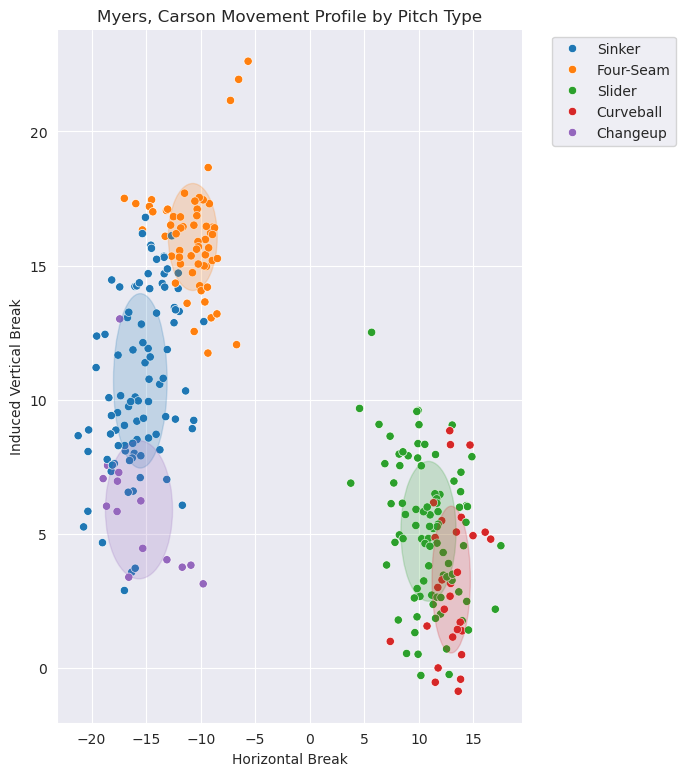 Myers, Carson Movement Profile by Pitch Type
Sinker
Four-Seam
Slider
Curveball
Changeup
Induced Vertical Break
20
15
10
5
0
−20
−15
−10
−5
0
5
10
15
Horizontal Break